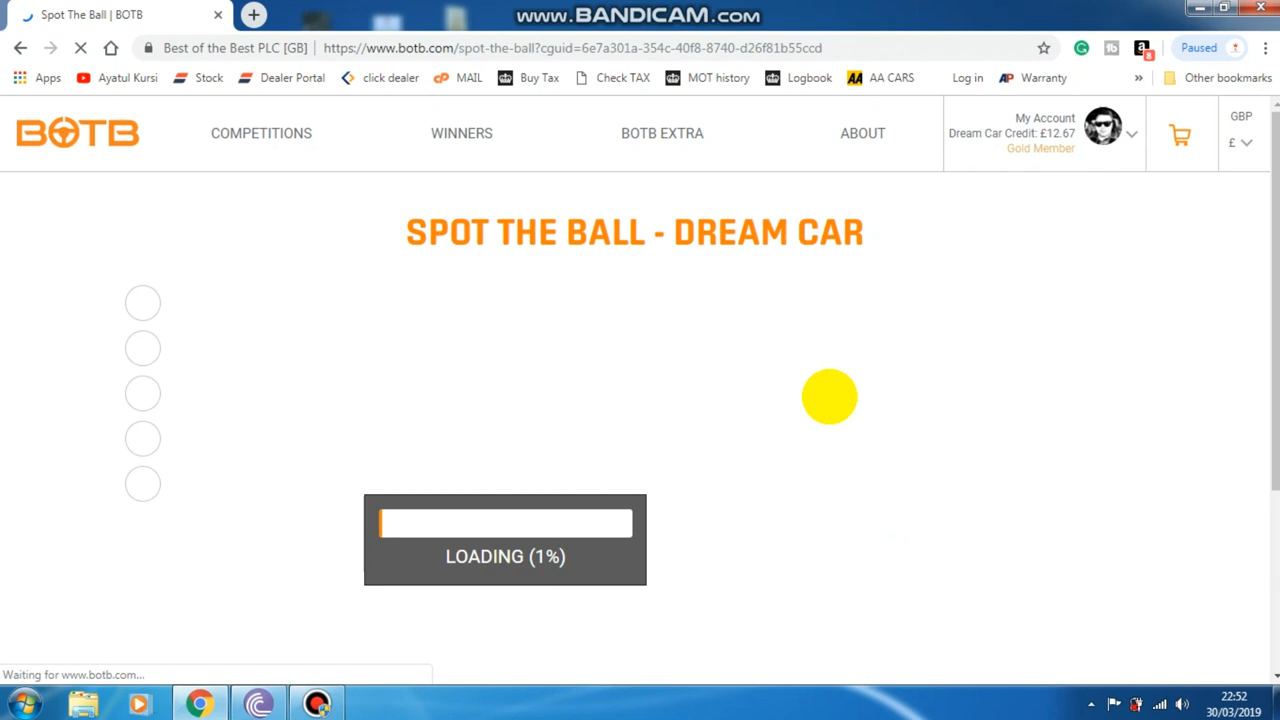 Spot The Ball | BOTB
www.BANDICAM.com
Best of the Best PLC [GB] | https://www.botb.com/spot-the-ball?cguid=6e7a301a-354c-40f8-8740-d26f81b55ccd
Paused
Apps Ayatul Kursi Stock Dealer Portal click dealer MAIL Buy Tax Check TAX MOT history Logbook AA CARS Log in Warranty » Other bookmarks
BOTB COMPETITIONS WINNERS BOTB EXTRA ABOUT
My Account
Dream Car Credit: £12.67
Gold Member
GBP
£
SPOT THE BALL - DREAM CAR
LOADING (1%)
Waiting for www.botb.com...
22:52
30/03/2019